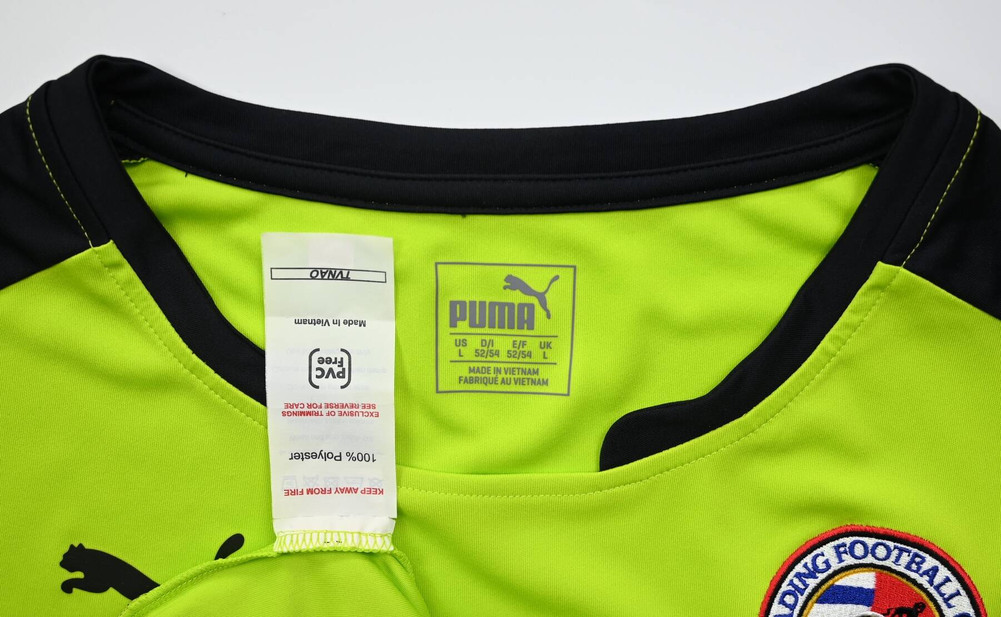 KEEP AWAY FROM FIRE
100% Polyester
EXCLUSIVE OF TRIMMINGS
SEE REVERSE FOR CARE
PVC
Free
Made in Vietnam
TVNAO
PUMA
US D/I E/F UK
L 52/54 52/54 L
MADE IN VIETNAM
FABRIQUÉ AU VIETNAM
DING FOOTBALL C